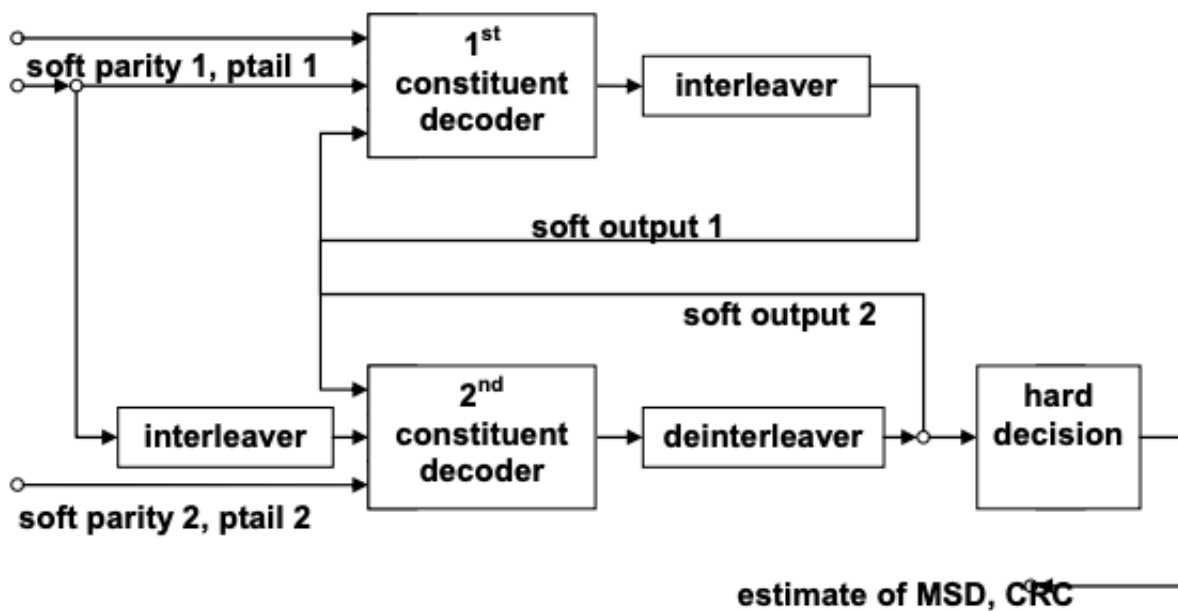 1st
constituent
decoder
interleaver
soft parity 1, ptail 1
soft output 1
soft output 2
2nd
constituent
decoder
interleaver
deinterleaver
hard
decision
soft parity 2, ptail 2
estimate of MSD, CRC